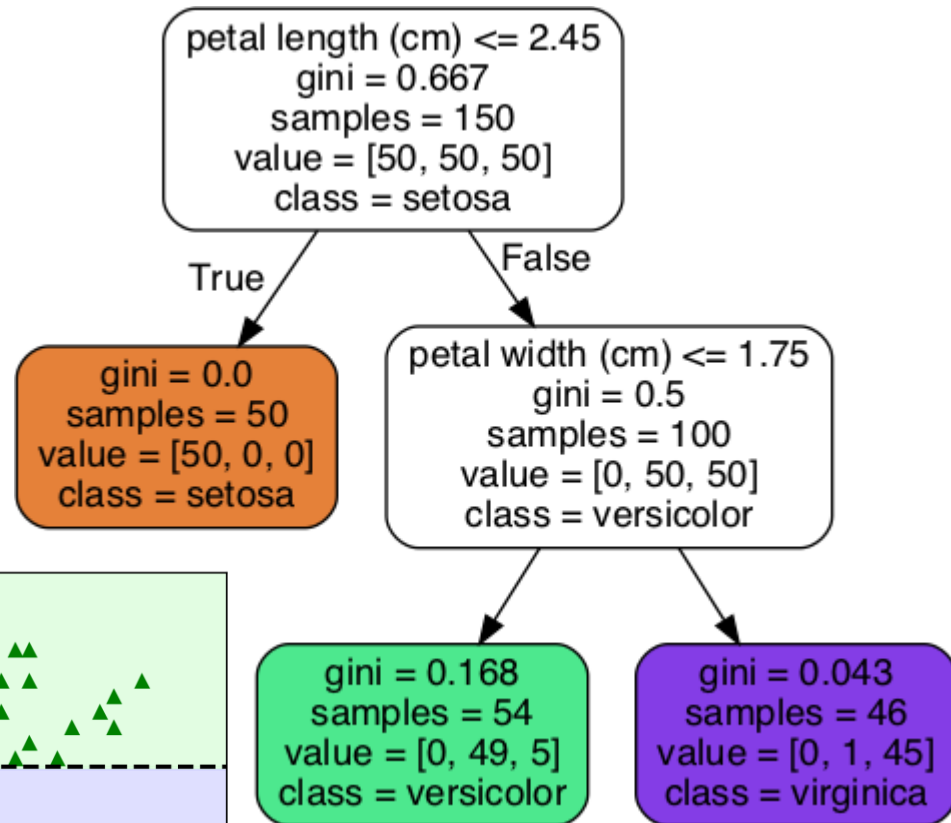 petal length (cm) <= 2.45
gini = 0.667
samples = 150
value = [50, 50, 50]
class = setosa
True
False
gini = 0.0
samples = 50
value = [50, 0, 0]
class = setosa
petal width (cm) <= 1.75
gini = 0.5
samples = 100
value = [0, 50, 50]
class = versicolor
gini = 0.168
samples = 54
value = [0, 49, 5]
class = versicolor
gini = 0.043
samples = 46
value = [0, 1, 45]
class = virginica